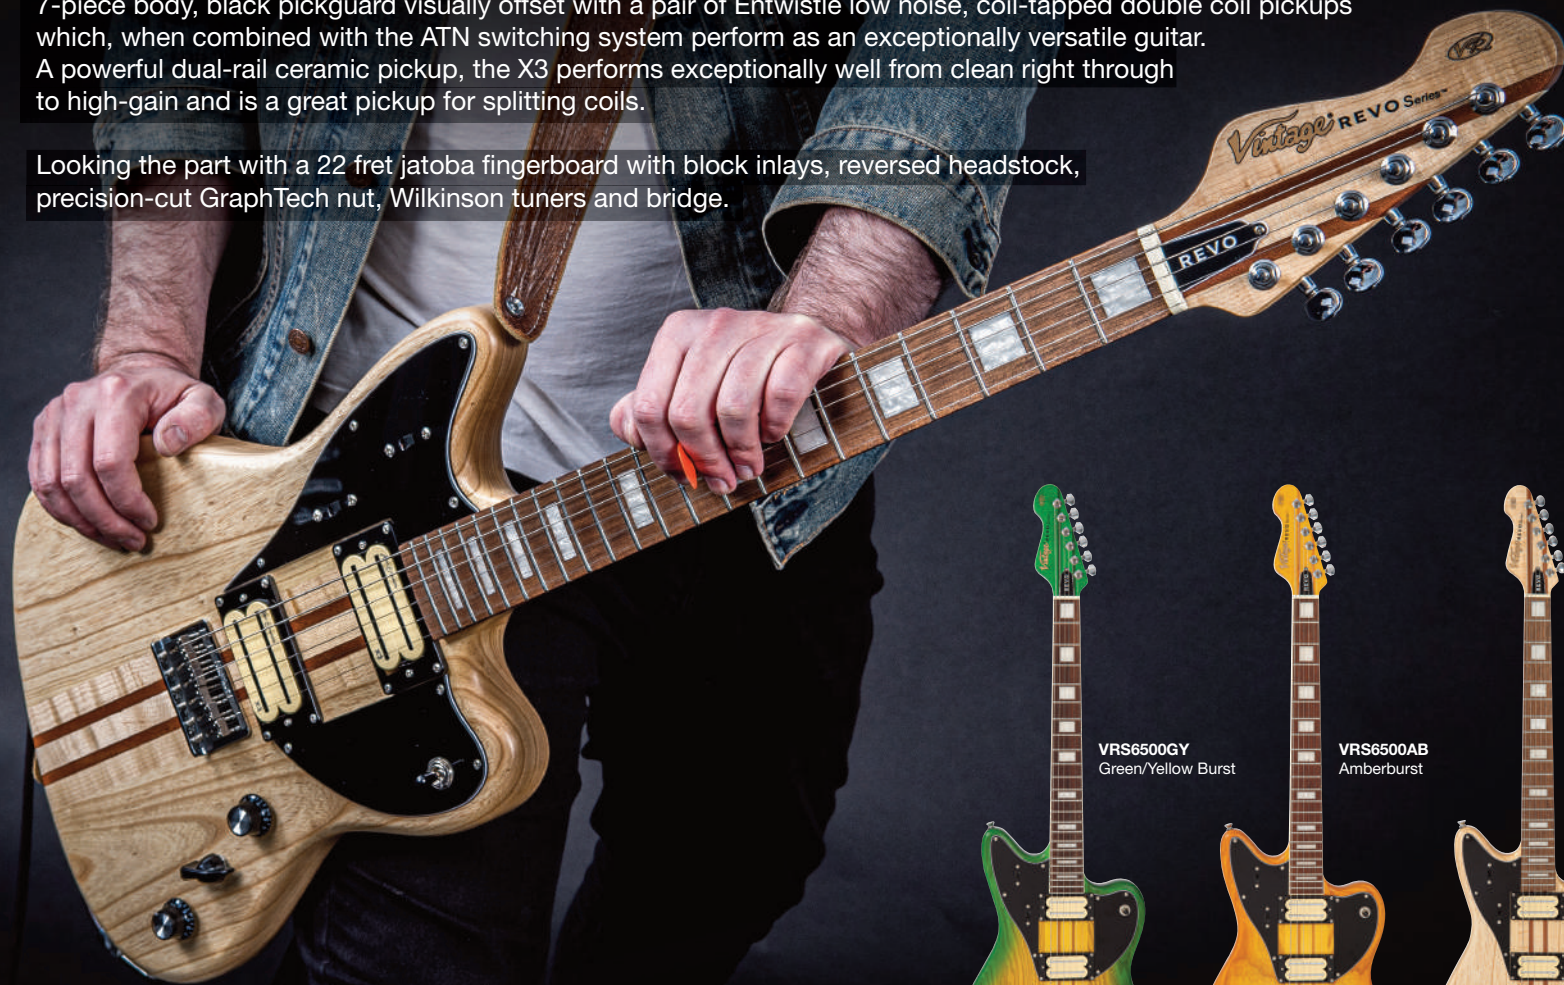 7-piece body, black pickguard visually offset with a pair of Entwistle low noise, coil-tapped double coil pickups
which, when combined with the ATN switching system perform as an exceptionally versatile guitar.
A powerful dual-rail ceramic pickup, the X3 performs exceptionally well from clean right through
to high-gain and is a great pickup for splitting coils.
Looking the part with a 22 fret jatoba fingerboard with block inlays, reversed headstock,
precision-cut GraphTech nut, Wilkinson tuners and bridge.
VR
Vintage REVO Series™
REVO
VRS6500GY
Green/Yellow Burst
VRS6500AB
Amberburst